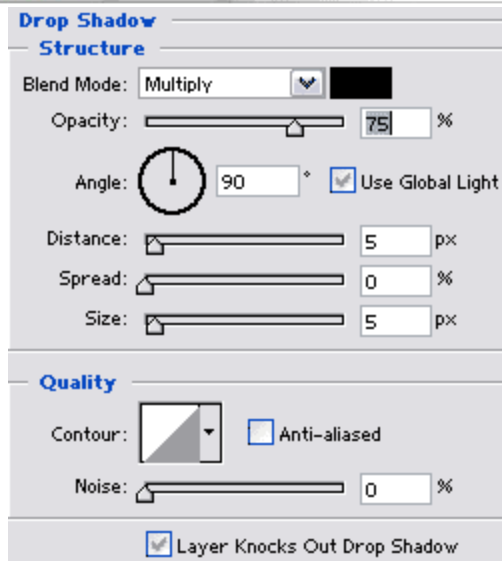 Drop Shadow
Structure
Blend Mode: Multiply
Opacity: 75 %
Angle: 90 ° Use Global Light
Distance: 5 px
Spread: 0 %
Size: 5 px
Quality
Contour: Anti-aliased
Noise: 0 %
Layer Knocks Out Drop Shadow